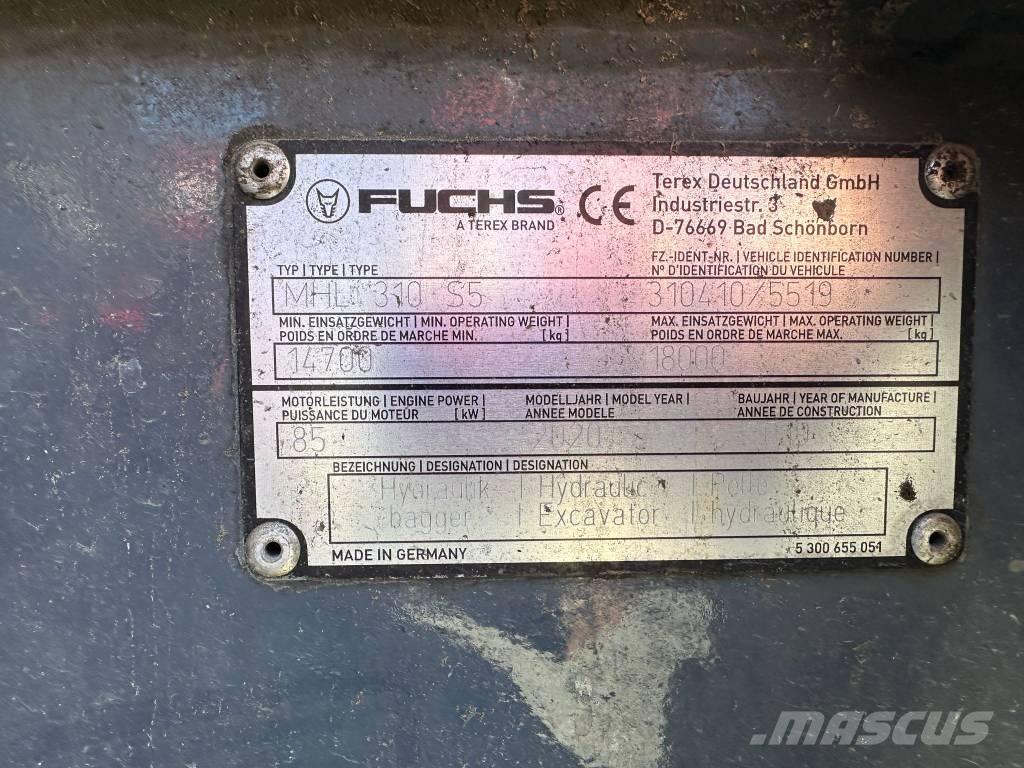 FUCHS®
A TEREX BRAND
CE
Terex Deutschland GmbH
Industriestr. 3
D-76669 Bad Schönborn
TYP | TYPE | TYPE
FZ.-IDENT-NR. | VEHICLE IDENTIFICATION NUMBER |
N° D'IDENTIFICATION DU VEHICULE
MHL 310 S5 310410/5519
MIN. EINSATZGEWICHT | MIN. OPERATING WEIGHT |
POIDS EN ORDRE DE MARCHE MIN. [kg]
MAX. EINSATZGEWICHT | MAX. OPERATING WEIGHT |
POIDS EN ORDRE DE MARCHE MAX. [kg]
14700 18000
MOTORLEISTUNG | ENGINE POWER |
PUISSANCE DU MOTEUR [kW]
MODELLJAHR | MODEL YEAR |
ANNEE MODELE
BAUJAHR | YEAR OF MANUFACTURE |
ANNEE DE CONSTRUCTION
85 2020
BEZEICHNUNG | DESIGNATION | DESIGNATION
Hydraulik | Hydraulic | Pelle
bagger | Excavator | hydraulique
MADE IN GERMANY
5 300 655 051
MASCUS